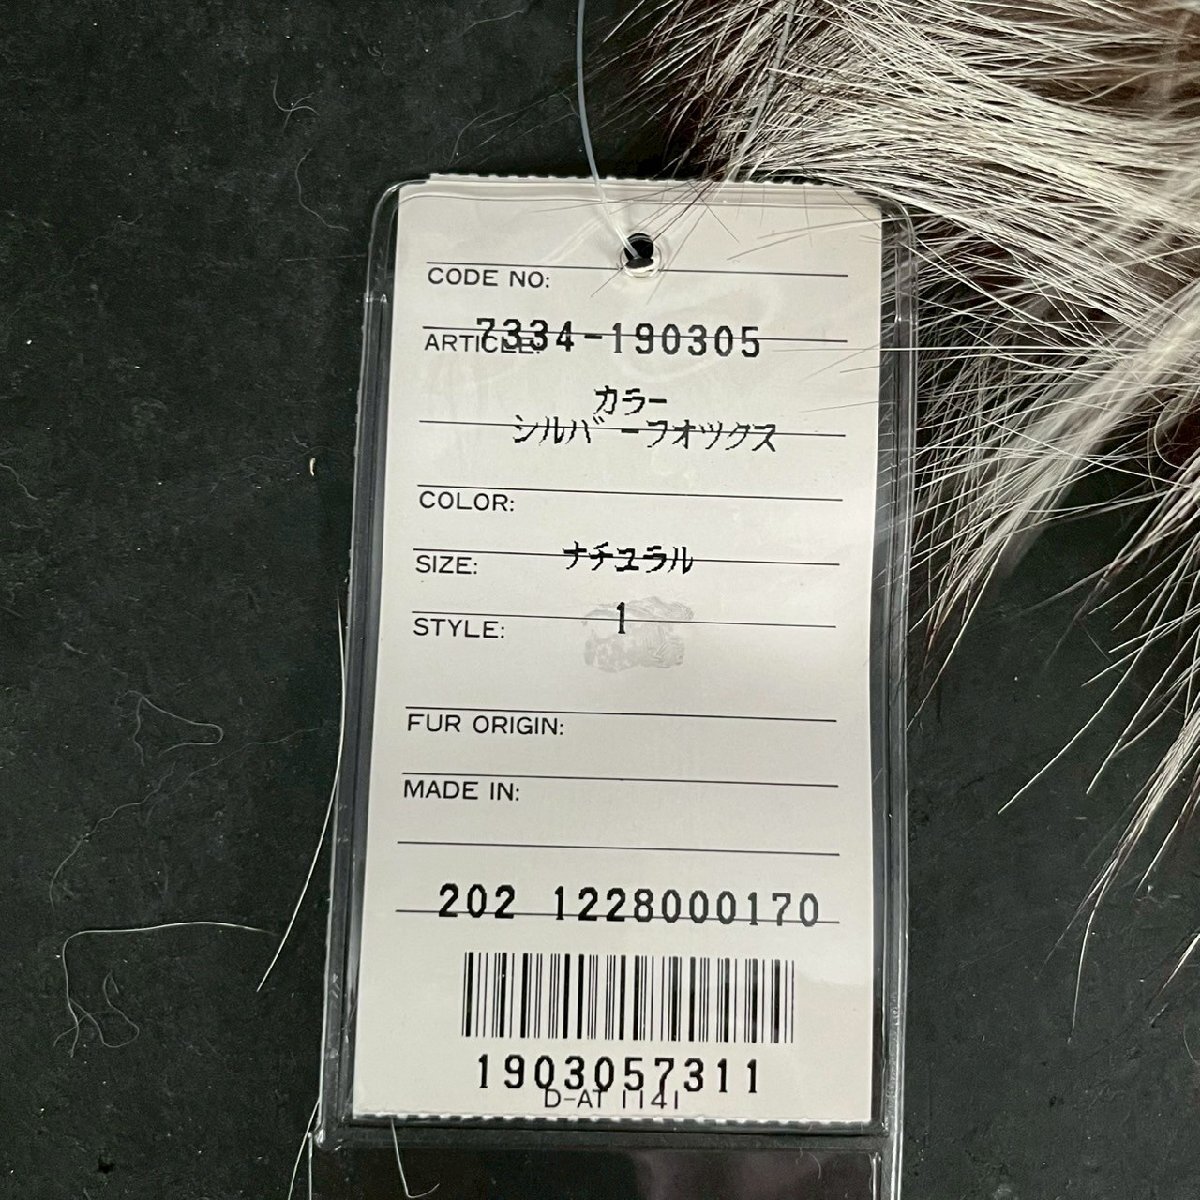 CODE NO:
7334-190305
ARTICLE:
カラー
シルバーフオツクス
COLOR:
ナチュラル
SIZE:
1
STYLE:
FUR ORIGIN:
MADE IN:
202 1228000170
1903057311
D-AT 1141